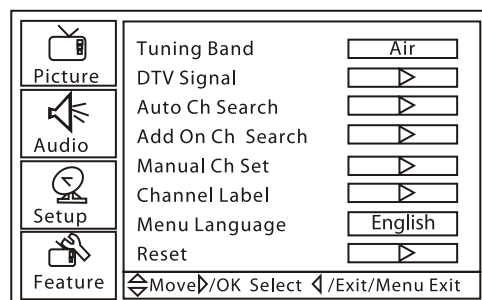 Picture
Audio
Setup
Feature
Tuning Band Air
DTV Signal
Auto Ch Search
Add On Ch Search
Manual Ch Set
Channel Label
Menu Language English
Reset
Move /OK Select /Exit/Menu Exit